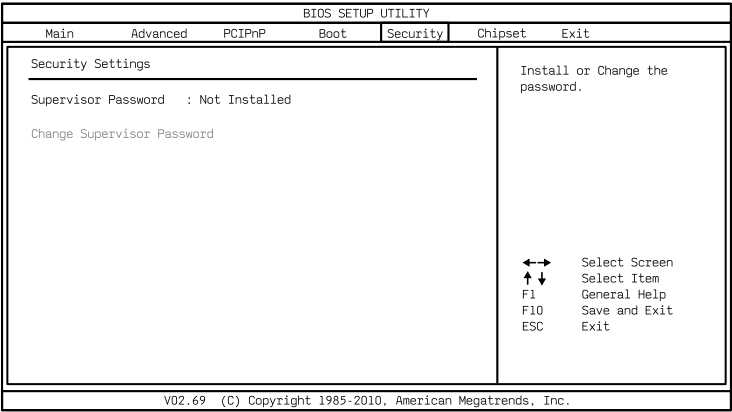 BIOS SETUP UTILITY
Main Advanced PCIPnP Boot Security Chipset Exit
Security Settings
Supervisor Password : Not Installed
Change Supervisor Password
Install or Change the
password.
←→ Select Screen
↑↓ Select Item
F1 General Help
F10 Save and Exit
ESC Exit
V02.69 (C) Copyright 1985-2010, American Megatrends, Inc.